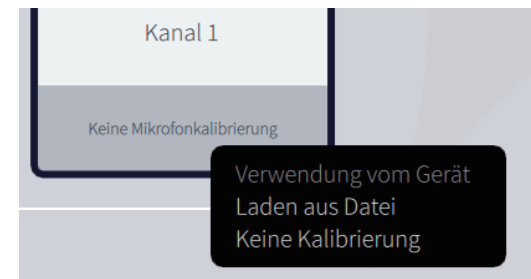 Kanal 1
Keine Mikrofonkalibrierung
Verwendung vom Gerät
Laden aus Datei
Keine Kalibrierung